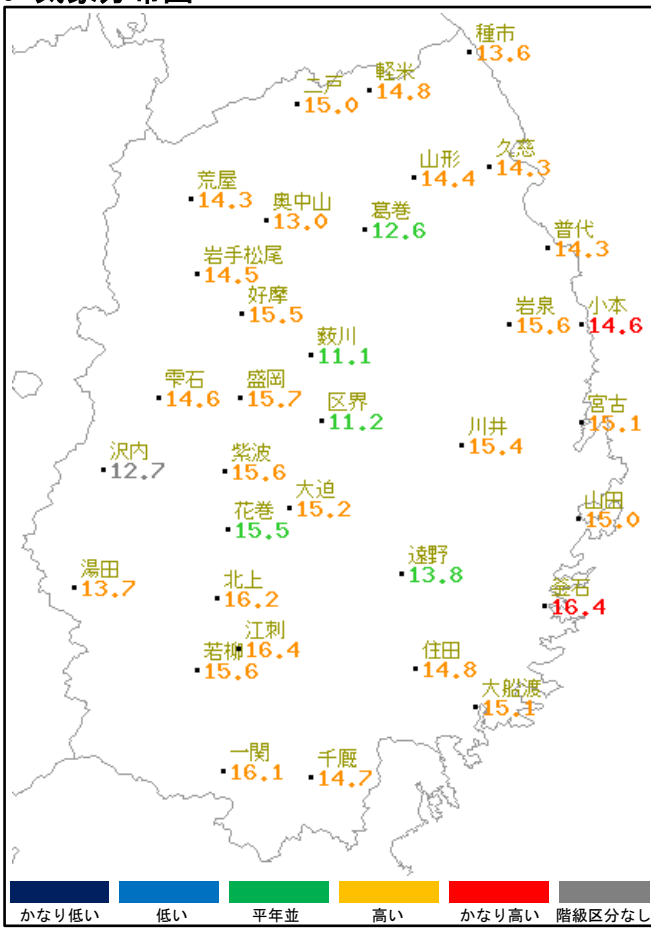 種市
13.6
軽米
14.8
二戸
15.0
久慈
14.3
山形
14.4
荒屋
14.3
奥中山
13.0
葛巻
12.6
普代
14.3
岩手松尾
14.5
好摩
15.5
岩泉
15.6
小本
14.6
薮川
11.1
雫石
14.6
盛岡
15.7
区界
11.2
宮古
15.1
川井
15.4
沢内
12.7
紫波
15.6
大迫
15.2
山田
15.0
花巻
15.5
遠野
13.8
湯田
13.7
北上
16.2
釜石
16.4
江刺
16.4
若柳
15.6
住田
14.8
大船渡
15.1
一関
16.1
千厩
14.7
かなり低い 低い 平年並 高い かなり高い 階級区分なし